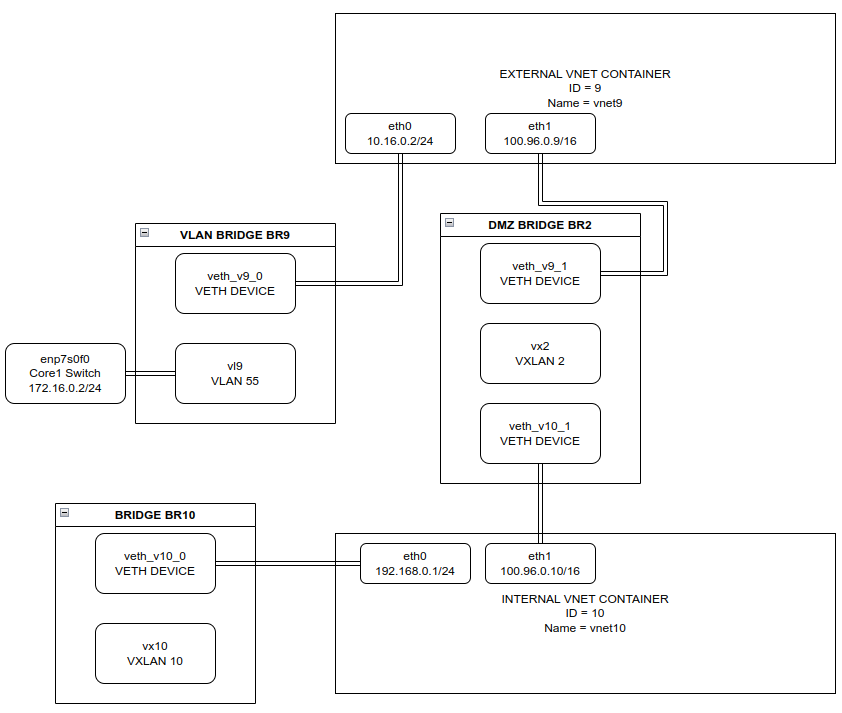 EXTERNAL VNET CONTAINER
ID = 9
Name = vnet9
eth0
10.16.0.2/24
eth1
100.96.0.9/16
VLAN BRIDGE BR9
veth_v9_0
VETH DEVICE
vl9
VLAN 55
enp7s0f0
Core1 Switch
172.16.0.2/24
DMZ BRIDGE BR2
veth_v9_1
VETH DEVICE
vx2
VXLAN 2
veth_v10_1
VETH DEVICE
BRIDGE BR10
veth_v10_0
VETH DEVICE
vx10
VXLAN 10
eth0
192.168.0.1/24
eth1
100.96.0.10/16
INTERNAL VNET CONTAINER
ID = 10
Name = vnet10